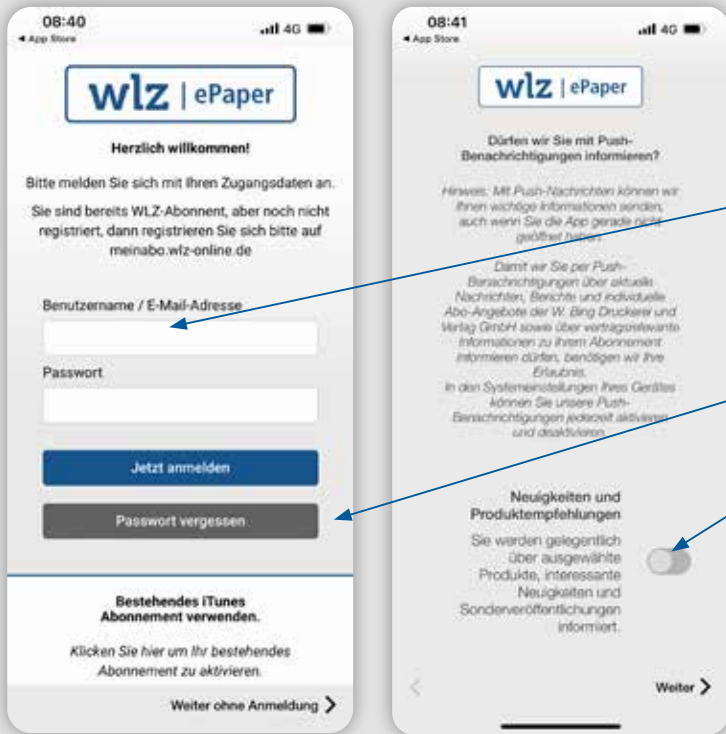 08:40
4G
◀ App Store
wlz | ePaper
Herzlich willkommen!
Bitte melden Sie sich mit Ihren Zugangsdaten an.
Sie sind bereits WLZ-Abonnent, aber noch nicht
registriert, dann registrieren Sie sich bitte auf
meinabo.wlz-online.de
Benutzername / E-Mail-Adresse
Passwort
Jetzt anmelden
Passwort vergessen
Bestehendes iTunes
Abonnement verwenden.
Klicken Sie hier um Ihr bestehendes
Abonnement zu aktivieren.
Weiter ohne Anmeldung
08:41
4G
◀ App Store
wlz | ePaper
Dürfen wir Sie mit Push-
Benachrichtigungen informieren?
Hinweis: Mit Push-Nachrichten können wir
Ihnen wichtige Informationen senden,
auch wenn Sie die App gerade nicht
geöffnet haben.
Damit wir Sie per Push-
Benachrichtigungen über aktuelle
Nachrichten, Berichte und individuelle
Abo-Angebote der W. Bing Druckerei und
Verlag GmbH sowie über vertragsrelevante
Informationen zu Ihrem Abonnement
informieren dürfen, benötigen wir Ihre
Erlaubnis.
In den Systemeinstellungen Ihres Gerätes
können Sie unsere Push-
Benachrichtigungen jederzeit aktivieren
und deaktivieren.
Neuigkeiten und
Produktempfehlungen
Sie werden gelegentlich
über ausgewählte
Produkte, interessante
Neuigkeiten und
Sonderveröffentlichungen
informiert.
Weiter